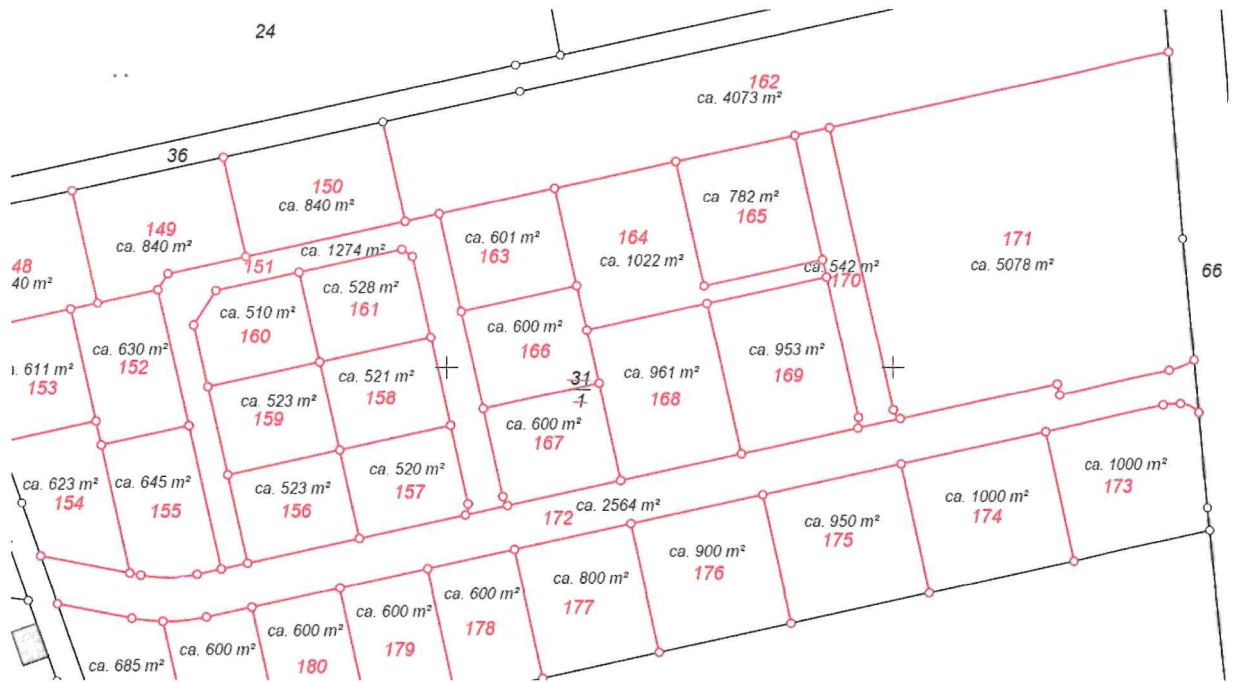 24
162
ca. 4073 m²
36
150
ca. 840 m²
149
ca. 840 m²
ca. 782 m²
165
ca. 601 m²
163
164
ca. 1022 m²
171
ca. 5078 m²
66
48
40 m²
151
ca. 1274 m²
ca. 542 m²
170
ca. 528 m²
161
ca. 510 m²
160
ca. 630 m²
152
611 m²
153
ca. 600 m²
166
ca. 953 m²
169
31
1
ca. 961 m²
168
ca. 521 m²
158
ca. 523 m²
159
ca. 600 m²
167
ca. 520 m²
157
ca. 523 m²
156
ca. 645 m²
155
ca. 623 m²
154
172
ca. 2564 m²
ca. 1000 m²
173
ca. 1000 m²
174
ca. 950 m²
175
ca. 900 m²
176
ca. 800 m²
177
ca. 600 m²
178
ca. 600 m²
179
ca. 600 m²
180
ca. 600 m²
ca. 685 m²